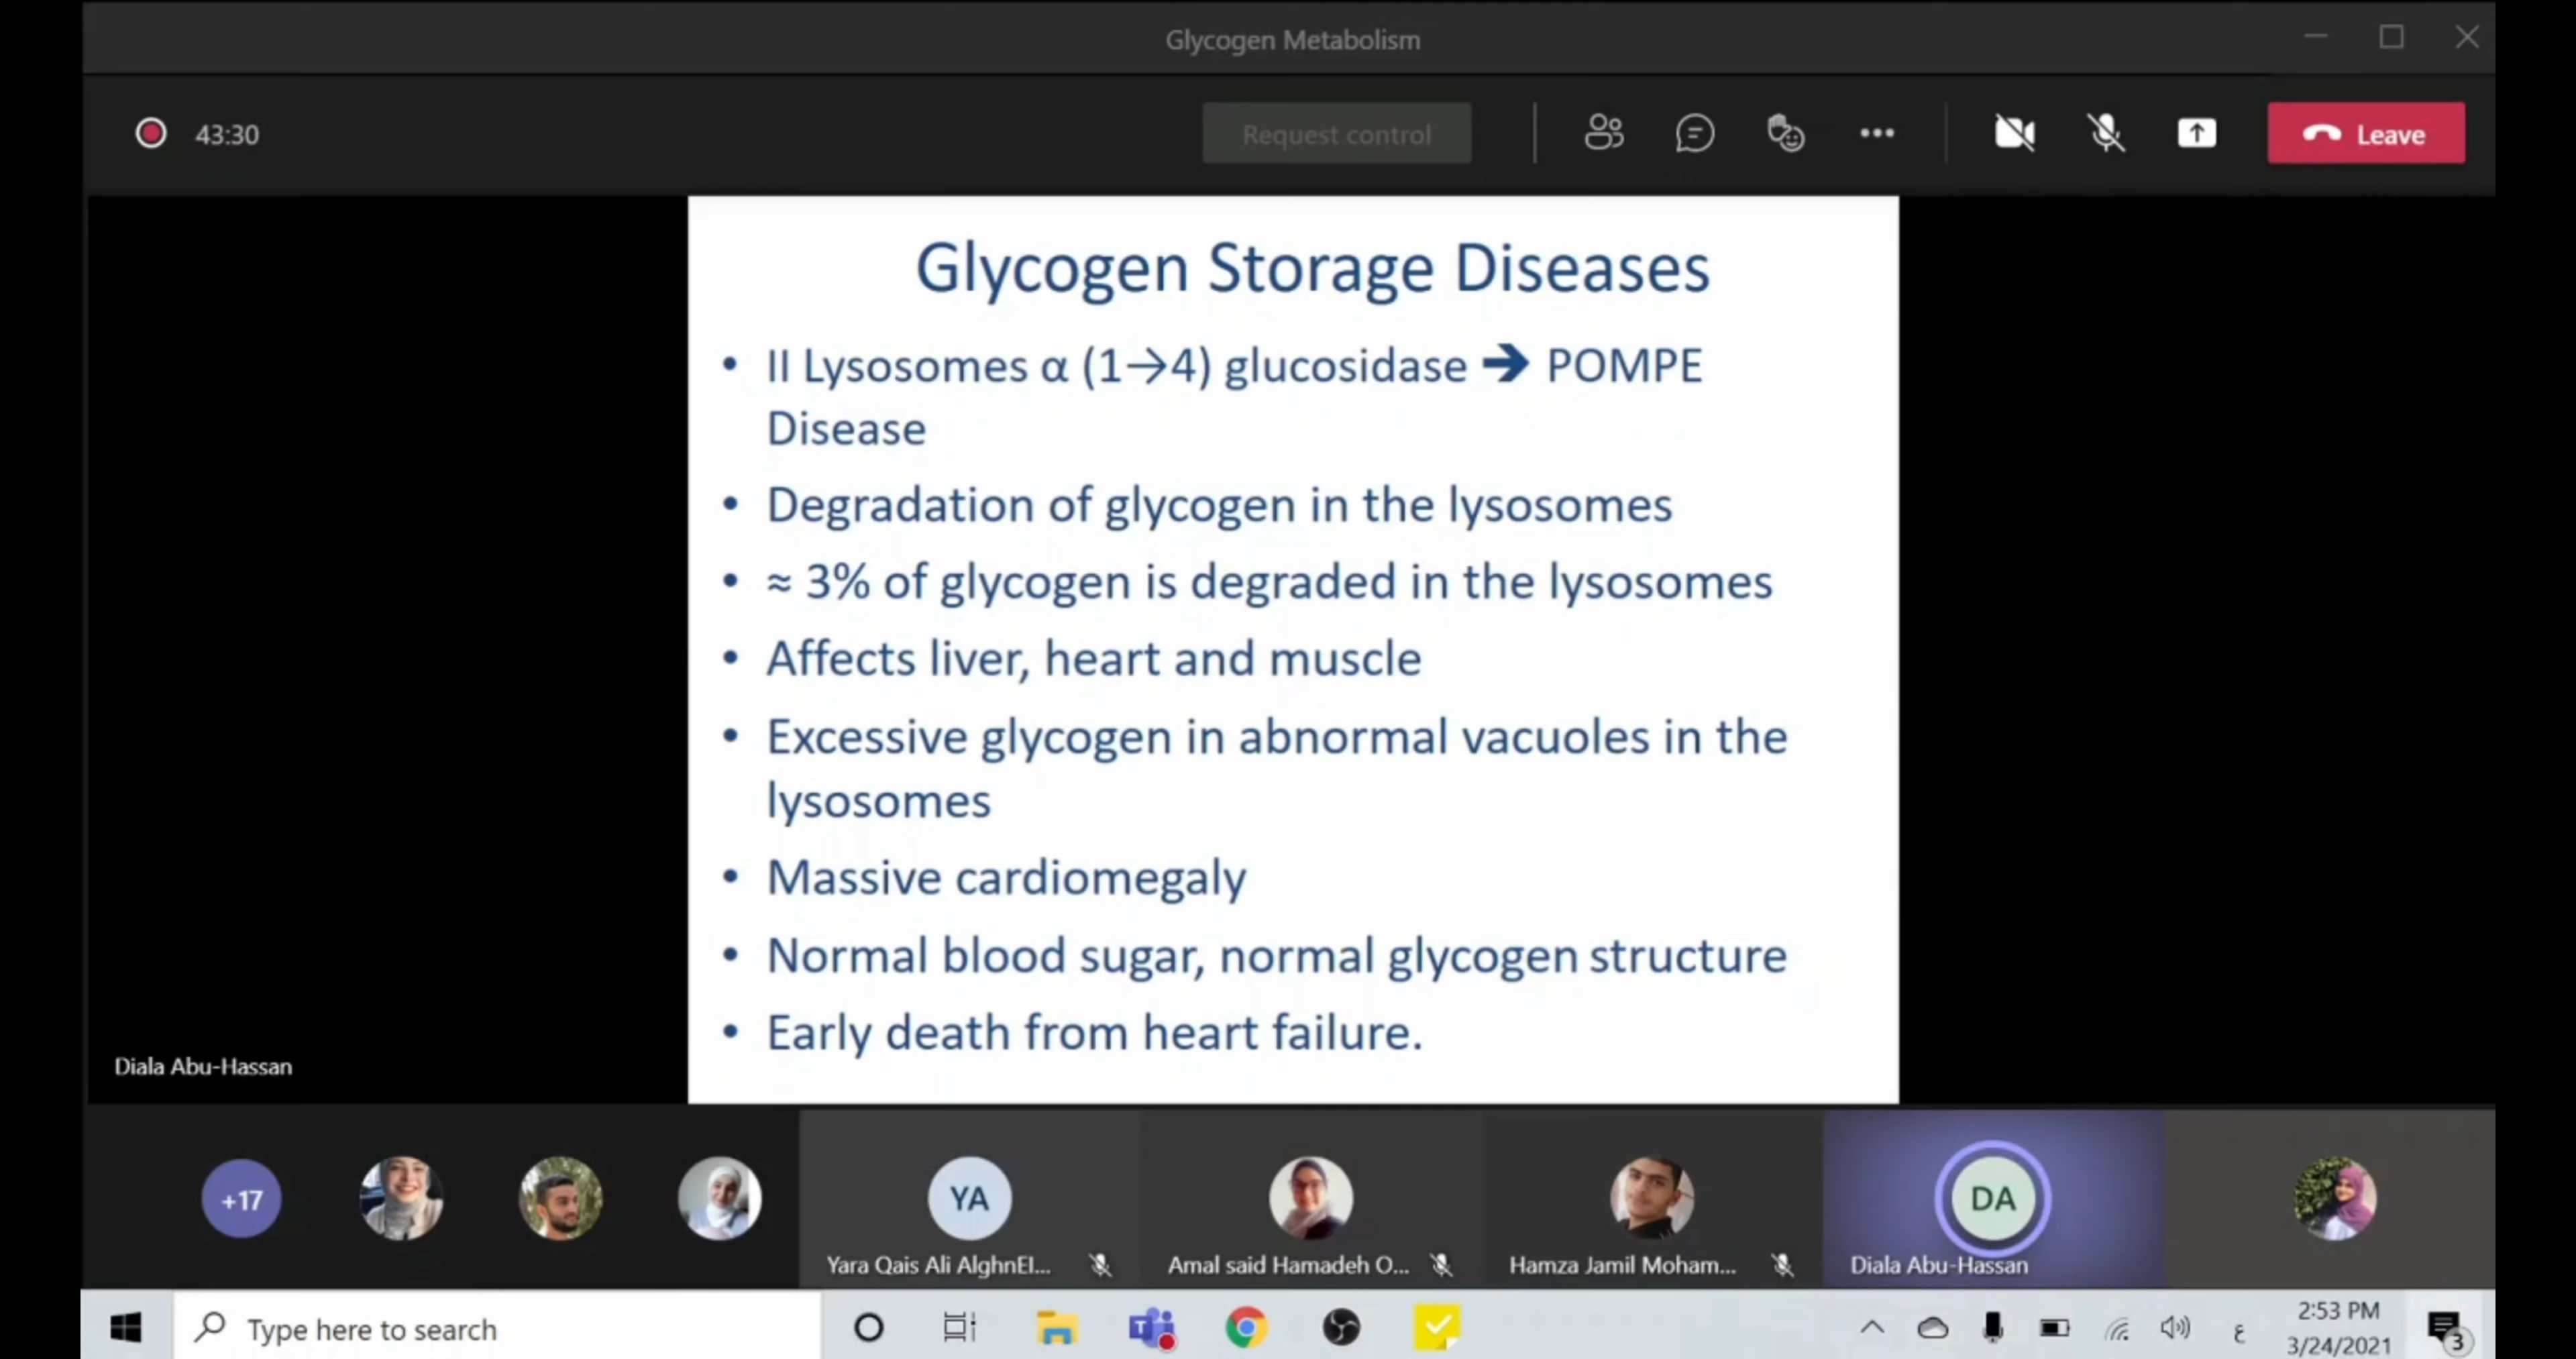 Glycogen Metabolism
43:30
Request control
Leave
Glycogen Storage Diseases
• II Lysosomes α (1→4) glucosidase ➔ POMPE
Disease
• Degradation of glycogen in the lysosomes
• ≈ 3% of glycogen is degraded in the lysosomes
• Affects liver, heart and muscle
• Excessive glycogen in abnormal vacuoles in the
lysosomes
• Massive cardiomegaly
• Normal blood sugar, normal glycogen structure
• Early death from heart failure.
Diala Abu-Hassan
+17
YA
DA
Yara Qais Ali AlghnEl...
Amal said Hamadeh O...
Hamza Jamil Moham...
Diala Abu-Hassan
Type here to search
ع
2:53 PM
3/24/2021
3